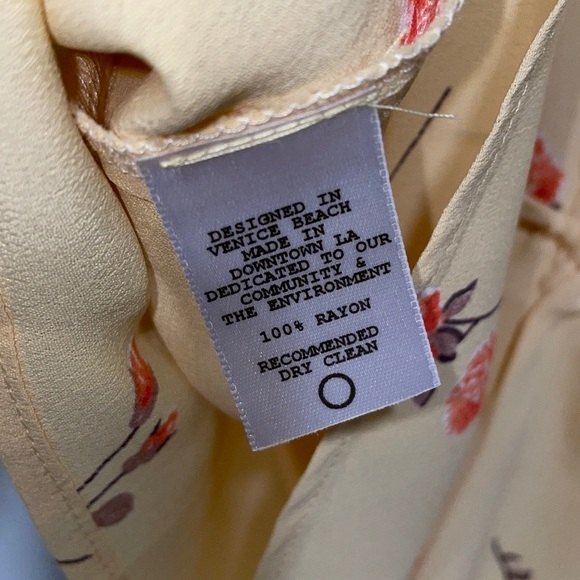 DESIGNED IN
VENICE BEACH
MADE IN
DOWNTOWN LA
DEDICATED TO OUR
COMMUNITY &
THE ENVIRONMENT
100% RAYON
RECOMMENDED
DRY CLEAN